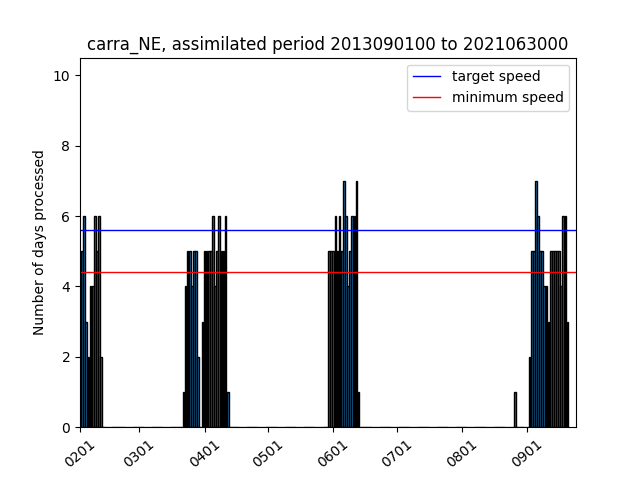 carra_NE, assimilated period 2013090100 to 2021063000
target speed
minimum speed
Number of days processed
10
8
6
4
2
0
0201 0301 0401 0501 0601 0701 0801 0901